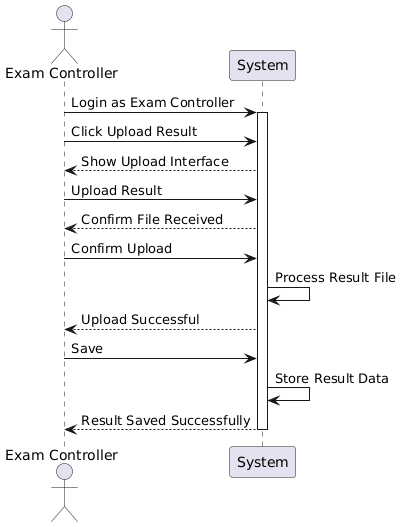 Exam Controller
System
Login as Exam Controller
Click Upload Result
Show Upload Interface
Upload Result
Confirm File Received
Confirm Upload
Process Result File
Upload Successful
Save
Store Result Data
Result Saved Successfully
Exam Controller
System